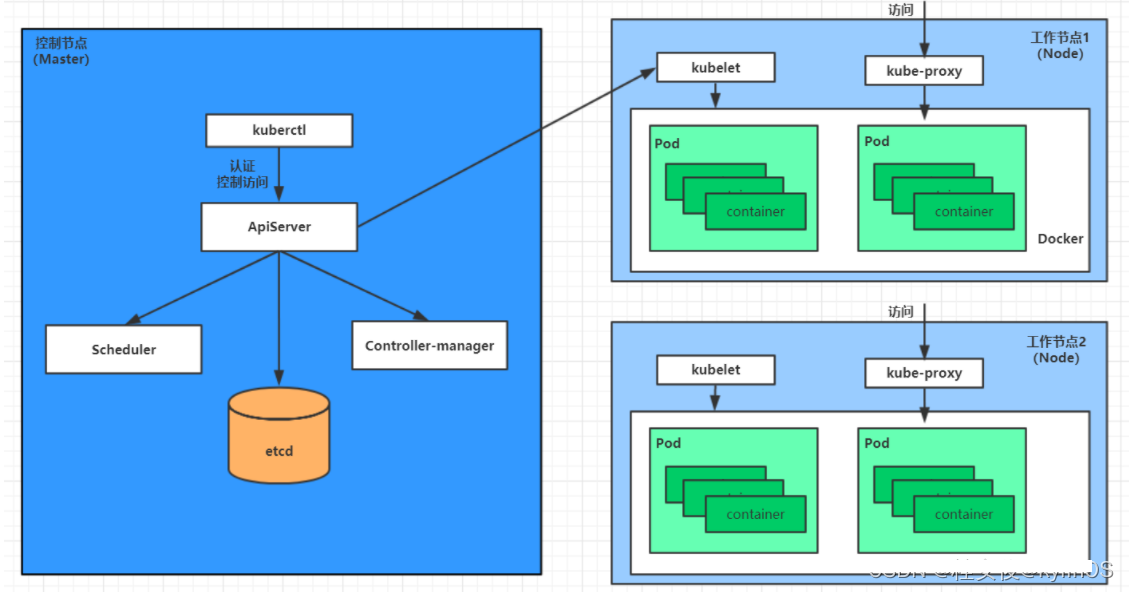 控制节点
(Master)
kuberctl
认证
控制访问
ApiServer
Scheduler
Controller-manager
etcd
访问
工作节点1
(Node)
kubelet
kube-proxy
Pod
container
Pod
container
Docker
访问
工作节点2
(Node)
kubelet
kube-proxy
Pod
container
Pod
container